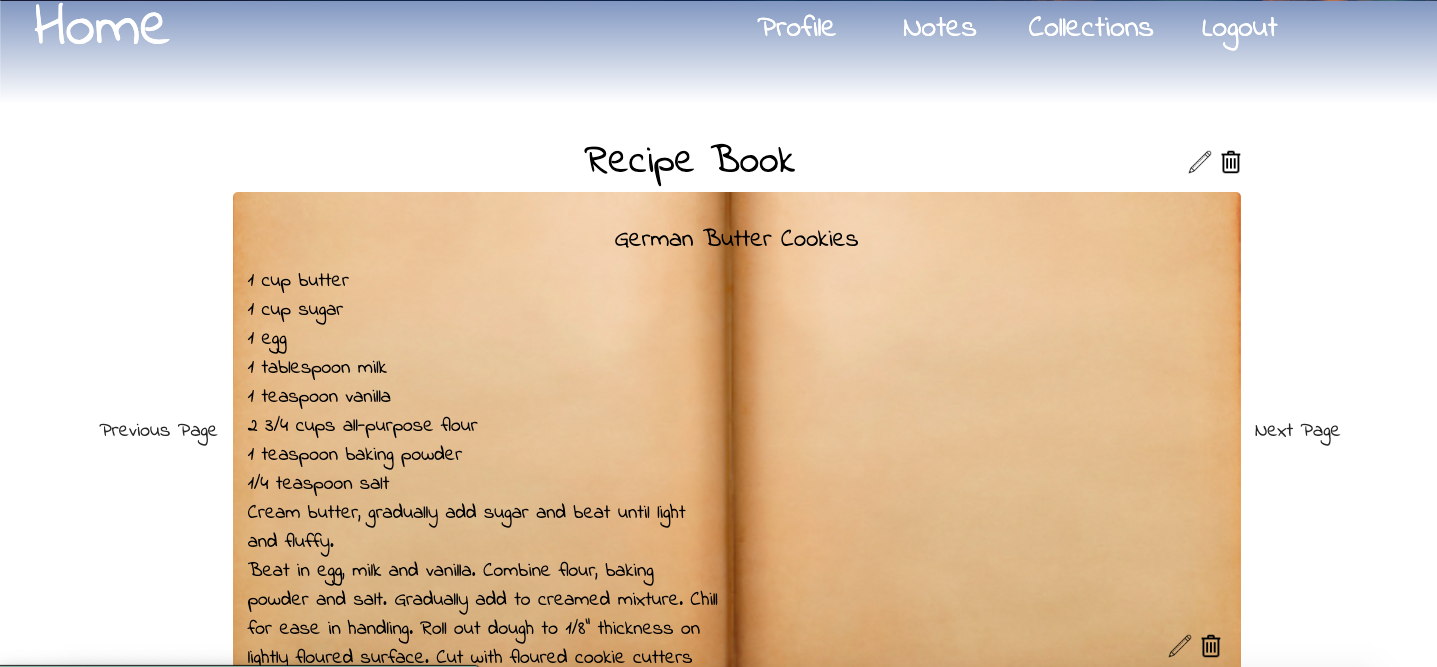 Home
Profile
Notes
Collections
Logout
Recipe Book
German Butter Cookies
1 cup butter
1 cup sugar
1 egg
1 tablespoon milk
1 teaspoon vanilla
2 3/4 cups all-purpose flour
1 teaspoon baking powder
1/4 teaspoon salt
Cream butter, gradually add sugar and beat until light
and fluffy.
Beat in egg, milk and vanilla. Combine flour, baking
powder and salt. Gradually add to creamed mixture. Chill
for ease in handling. Roll out dough to 1/8" thickness on
lightly floured surface. Cut with floured cookie cutters
Previous Page
Next Page